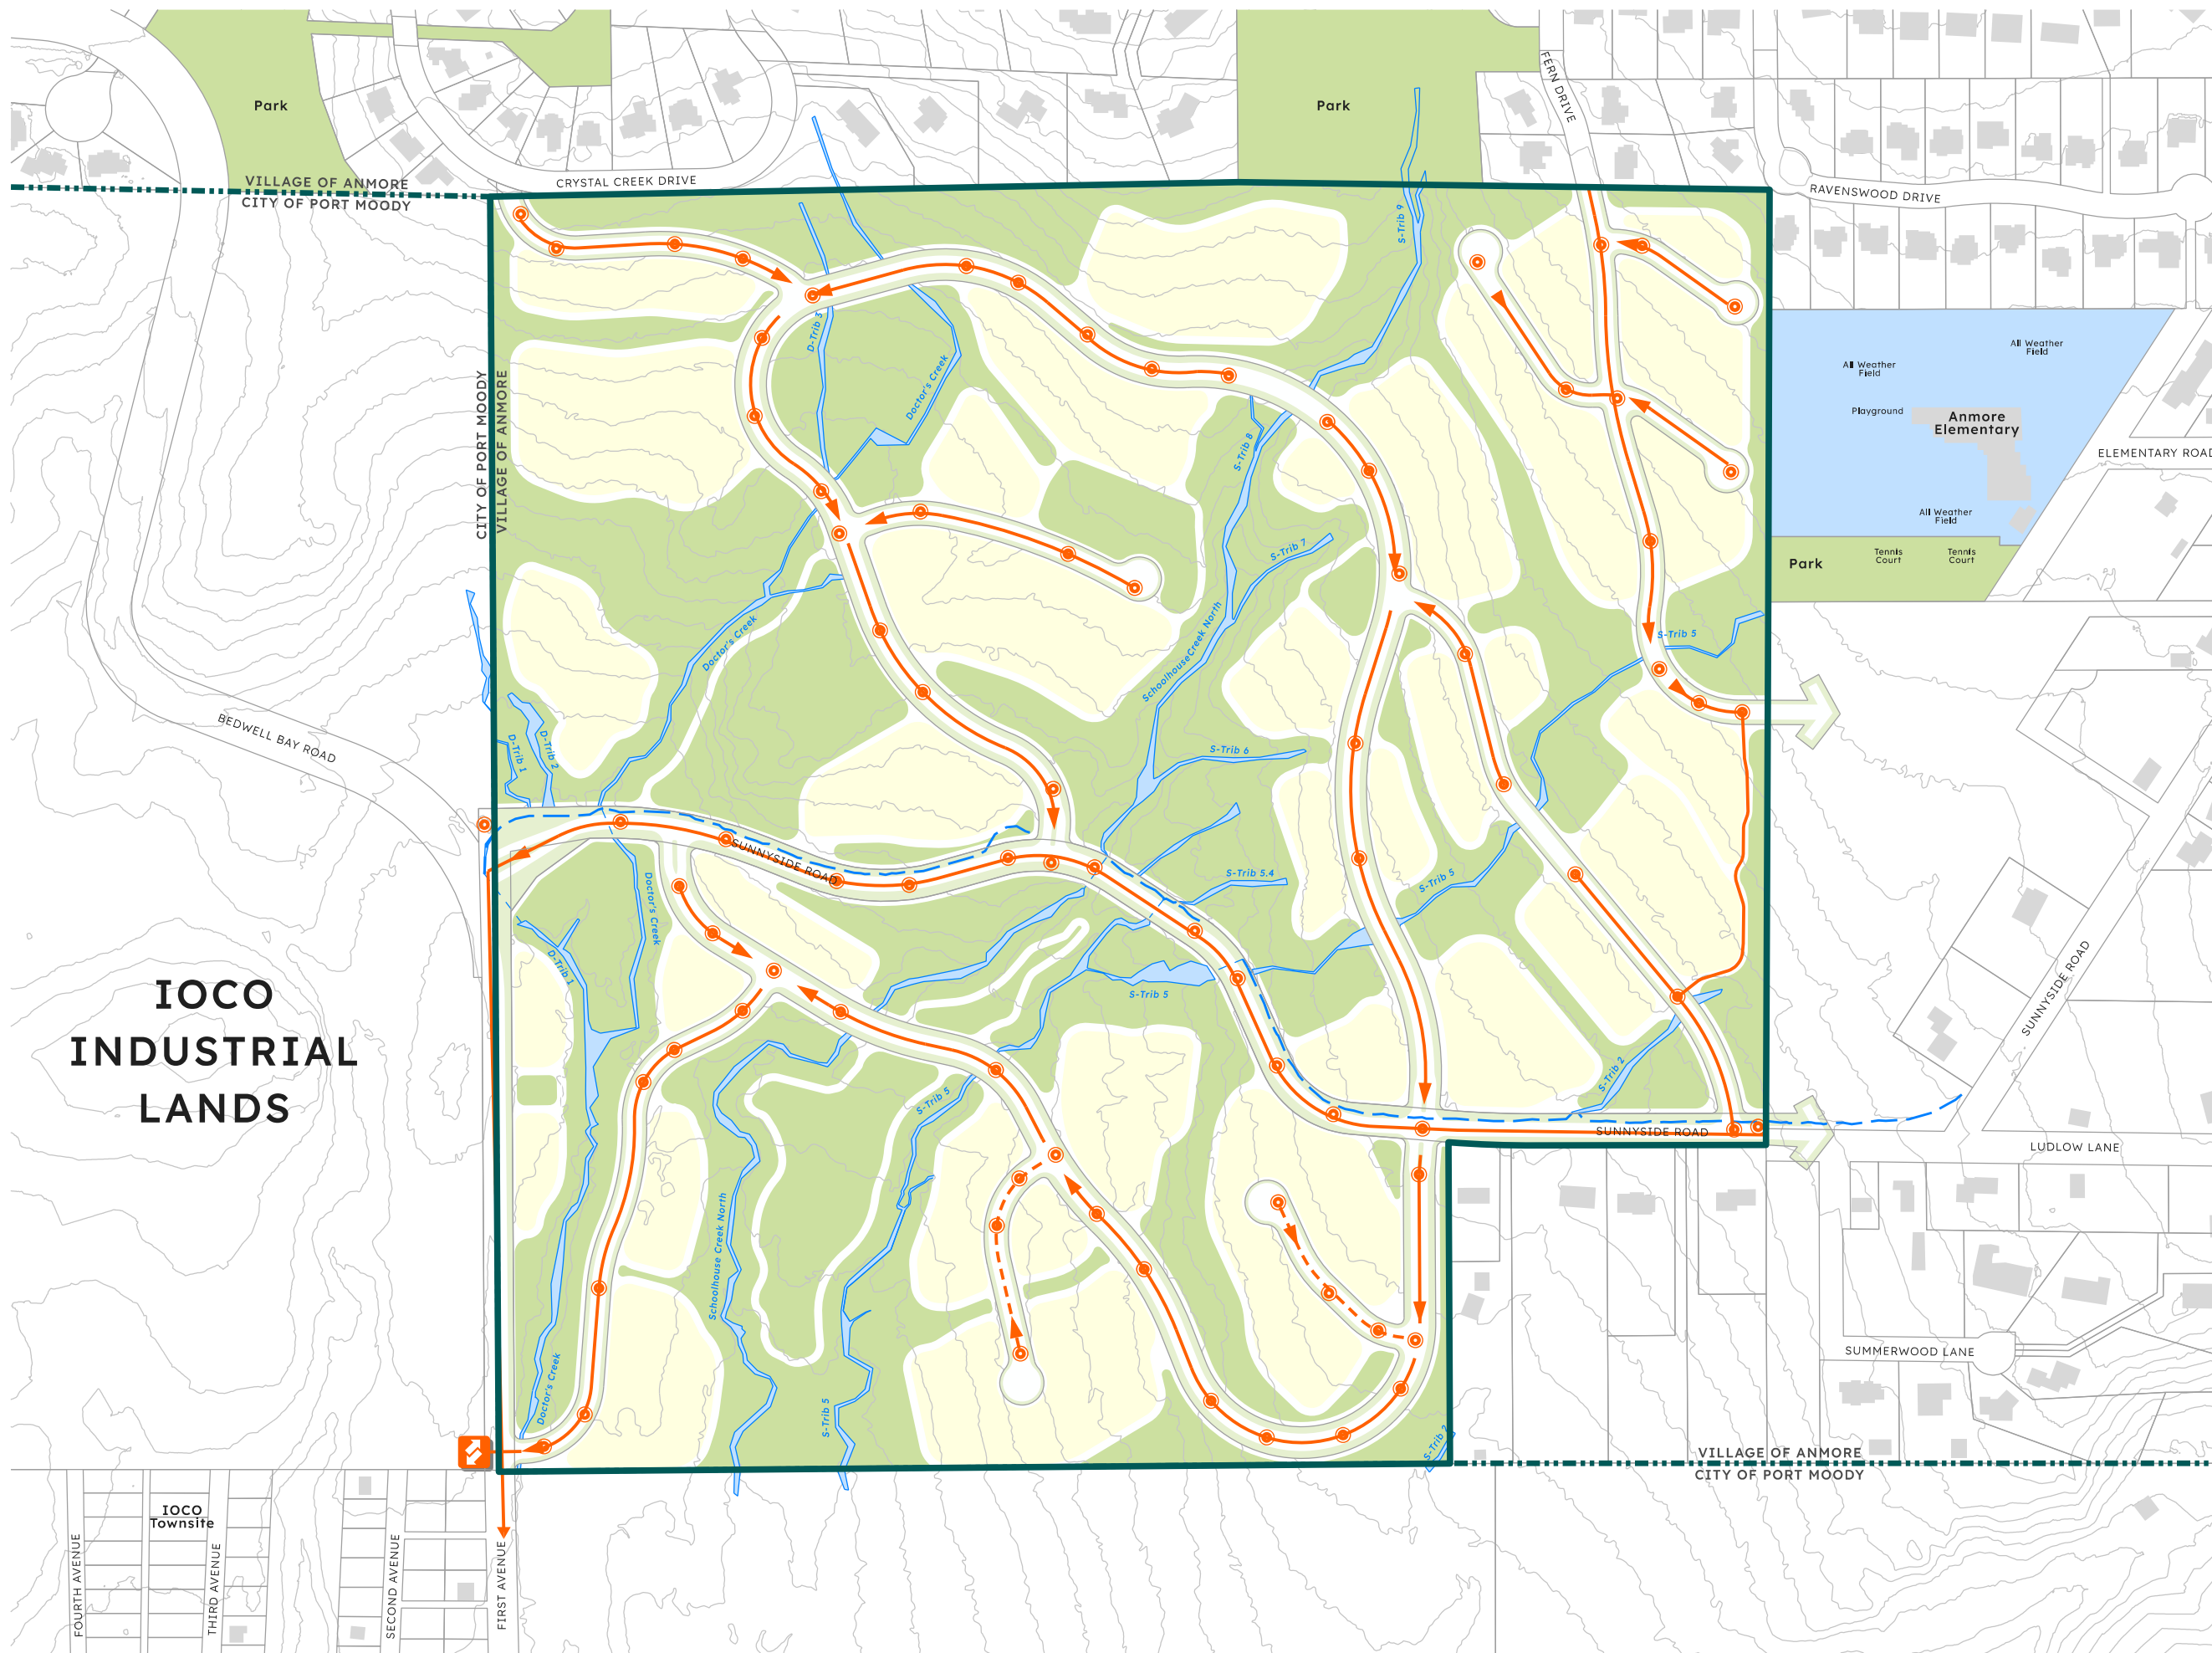 FERN DRIVE
Park
Park
CRYSTAL CREEK DRIVE
VILLAGE OF ANMORE
CITY OF PORT MOODY
RAVENSWOOD DRIVE
S-Trib 9
D-Trib 3
Doctor's Creek
All Weather
Field
All Weather
Field
Playground
Anmore
Elementary
ELEMENTARY ROAD
CITY OF PORT MOODY
VILLAGE OF ANMORE
S-Trib 8
All Weather
Field
S-Trib 7
Park
Tennis
Court
Tennis
Court
Doctor's Creek
Schoolhouse Creek North
S-Trib 5
BEDWELL BAY ROAD
D-Trib 1
D-Trib 2
S-Trib 6
SUNNYSIDE ROAD
S-Trib 5.4
S-Trib 5
Doctor's Creek
D-Trib 1
S-Trib 5
SUNNYSIDE ROAD
IOCO
INDUSTRIAL
LANDS
S-Trib 2
S-Trib 5
SUNNYSIDE ROAD
LUDLOW LANE
Schoolhouse Creek North
Doctor's Creek
S-Trib 5
SUMMERWOOD LANE
S-Trib 2
VILLAGE OF ANMORE
CITY OF PORT MOODY
IOCO
Townsite
FOURTH AVENUE
THIRD AVENUE
SECOND AVENUE
FIRST AVENUE